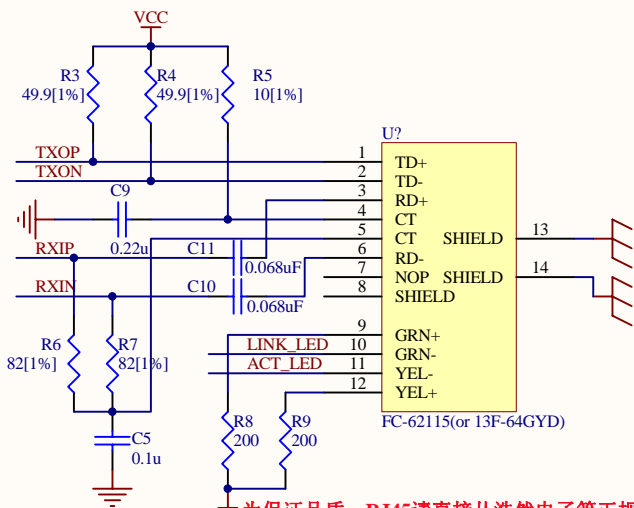 VCC
R3
49.9[1%]
R4
49.9[1%]
R5
10[1%]
U?
TXOP
1
TD+
TXON
2
TD-
3
RD+
C9
0.22u
4
CT
5
CT
SHIELD
13
RXIP
C11
0.068uF
6
RD-
7
NOP
SHIELD
14
RXIN
C10
0.068uF
8
SHIELD
9
GRN+
LINK_LED
10
GRN-
ACT_LED
11
YEL-
12
YEL+
R6
82[1%]
R7
82[1%]
FC-62115(or 13F-64GYD)
R8
200
R9
200
C5
0.1u